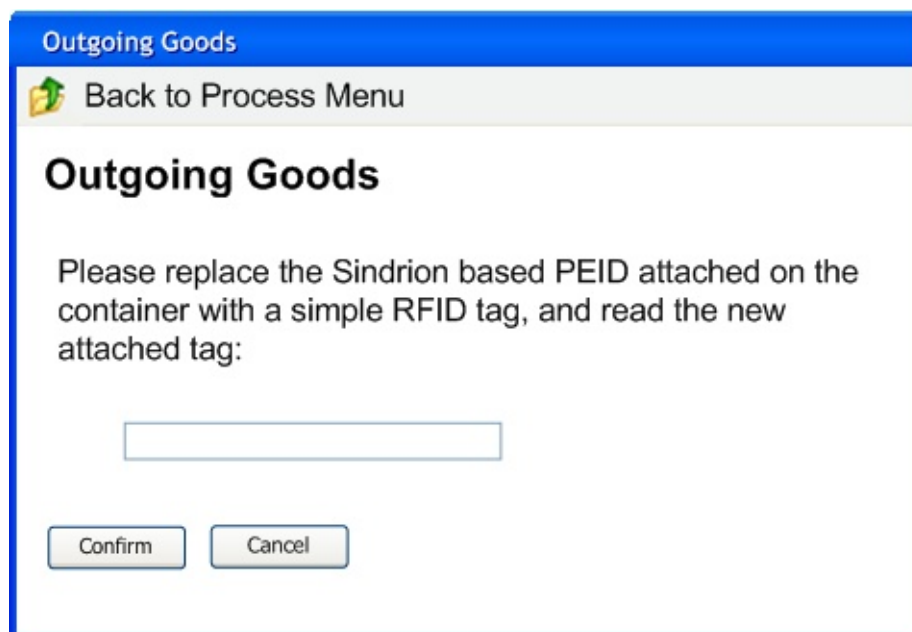 Outgoing Goods
Back to Process Menu
Outgoing Goods
Please replace the Sindrion based PEID attached on the
container with a simple RFID tag, and read the new
attached tag:
Confirm
Cancel